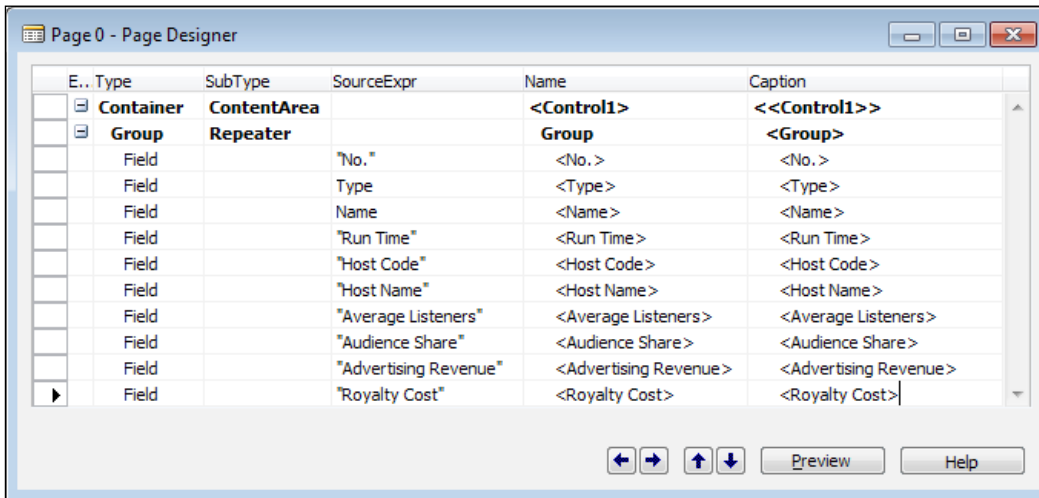 Page 0 - Page Designer
E.. Type SubType SourceExpr Name Caption
Container ContentArea <Control1> <<Control1>>
Group Repeater Group <Group>
Field "No." <No.> <No.>
Field Type <Type> <Type>
Field Name <Name> <Name>
Field "Run Time" <Run Time> <Run Time>
Field "Host Code" <Host Code> <Host Code>
Field "Host Name" <Host Name> <Host Name>
Field "Average Listeners" <Average Listeners> <Average Listeners>
Field "Audience Share" <Audience Share> <Audience Share>
Field "Advertising Revenue" <Advertising Revenue> <Advertising Revenue>
Field "Royalty Cost" <Royalty Cost> <Royalty Cost>
Preview Help